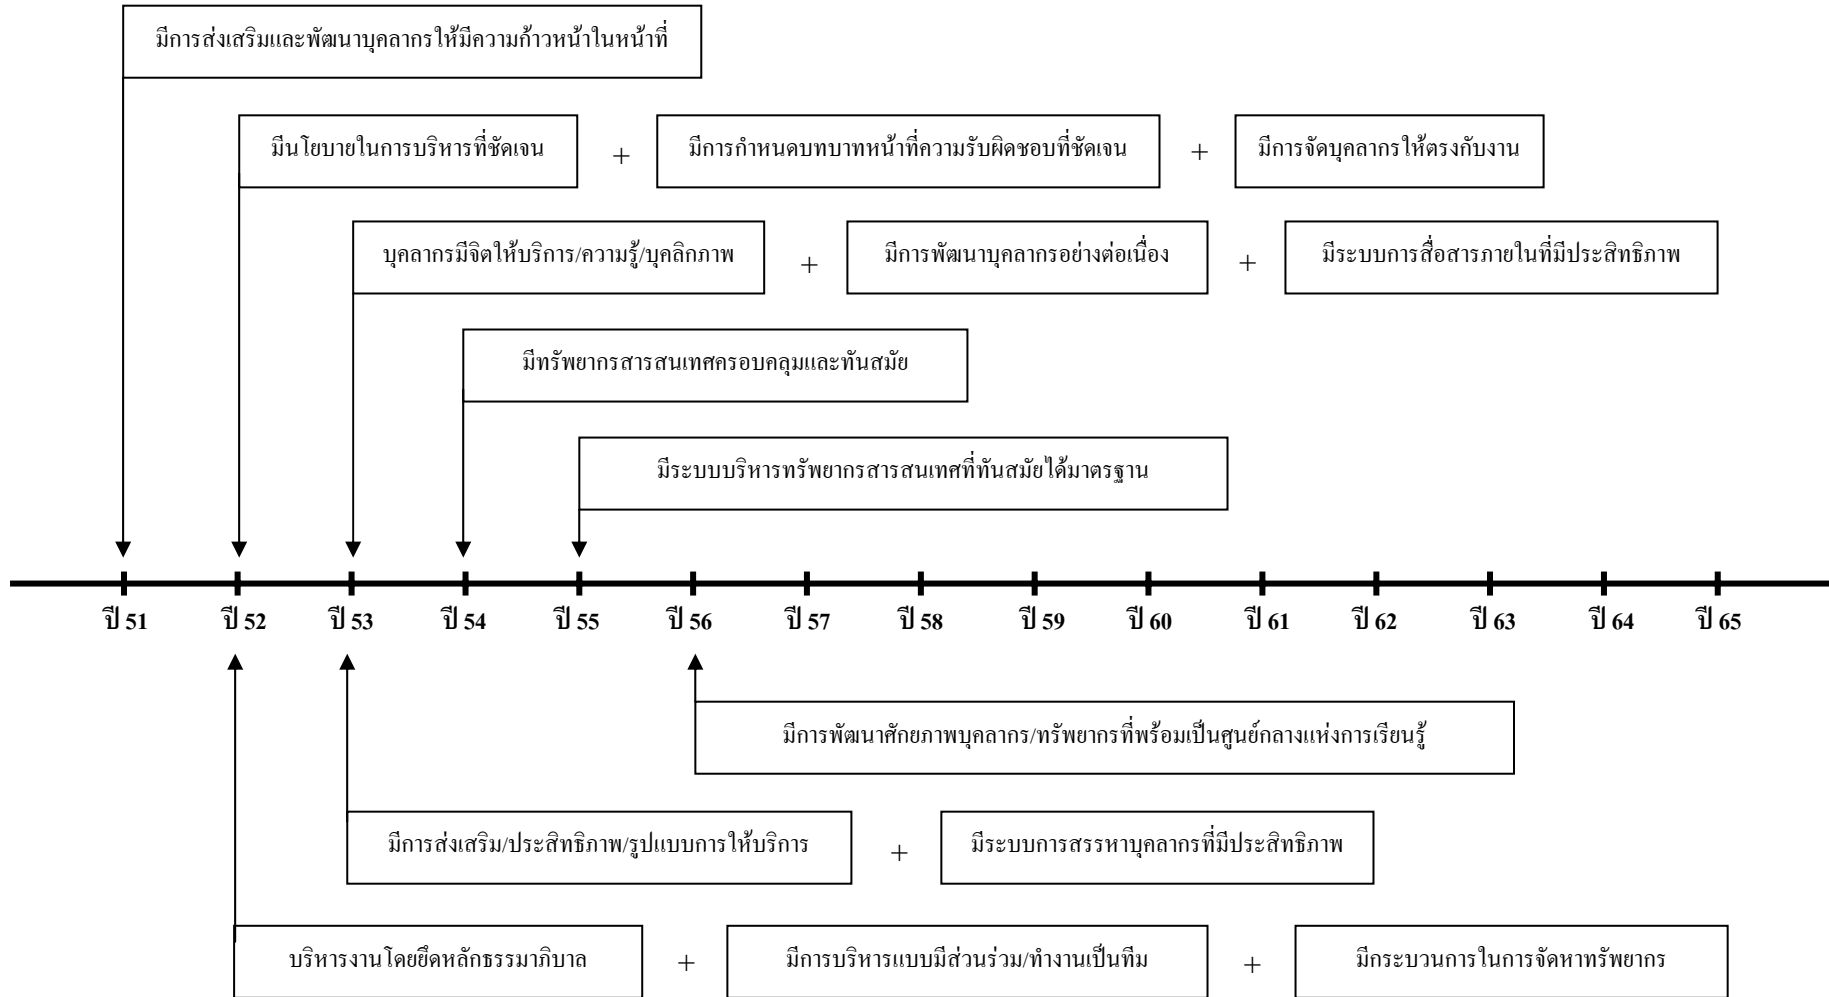 มีการส่งเสริมและพัฒนาบุคลากรให้มีความก้าวหน้าในหน้าที่
มีนโยบายในการบริหารที่ชัดเจน + มีการกำหนดบทบาทหน้าที่ความรับผิดชอบที่ชัดเจน + มีการจัดบุคลากรให้ตรงกับงาน
บุคลากรมีจิตให้บริการ/ความรู้/บุคลิกภาพ + มีการพัฒนาบุคลากรอย่างต่อเนื่อง + มีระบบการสื่อสารภายในที่มีประสิทธิภาพ
มีทรัพยากรสารสนเทศครอบคลุมและทันสมัย
มีระบบบริหารทรัพยากรสารสนเทศที่ทันสมัยได้มาตรฐาน
ปี 51 ปี 52 ปี 53 ปี 54 ปี 55 ปี 56 ปี 57 ปี 58 ปี 59 ปี 60 ปี 61 ปี 62 ปี 63 ปี 64 ปี 65
มีการพัฒนาศักยภาพบุคลากร/ทรัพยากรที่พร้อมเป็นศูนย์กลางแห่งการเรียนรู้
มีการส่งเสริม/ประสิทธิภาพ/รูปแบบการให้บริการ + มีระบบการสรรหาบุคลากรที่มีประสิทธิภาพ
บริหารงานโดยยึดหลักธรรมาภิบาล + มีการบริหารแบบมีส่วนร่วม/ทำงานเป็นทีม + มีกระบวนการในการจัดหาทรัพยากร